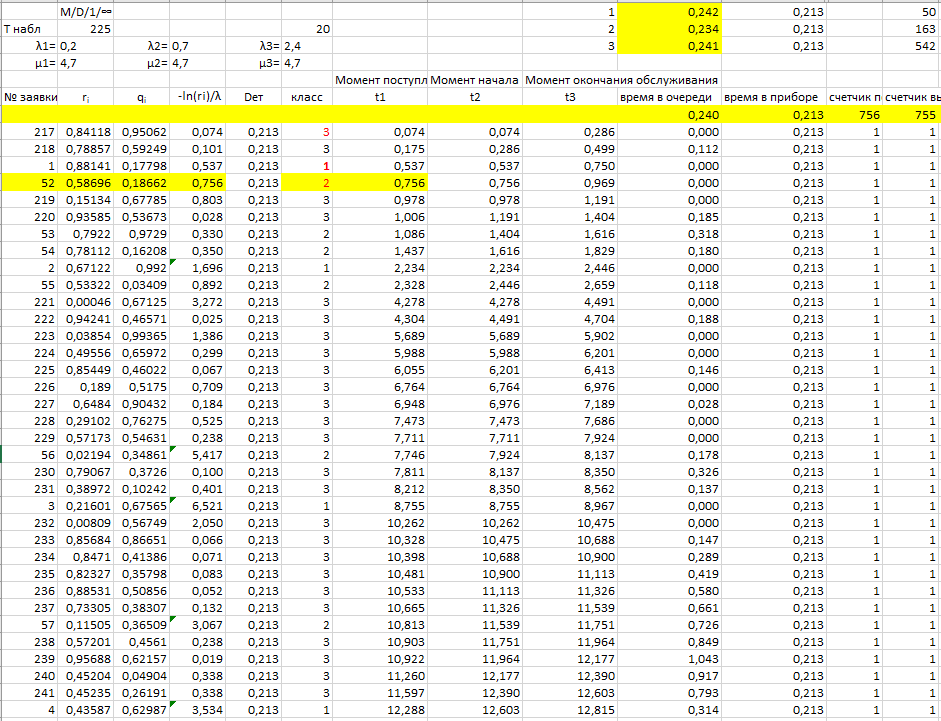 M/D/1/∞ 1 0,242 0,213 50
Т набл 225 20 2 0,234 0,213 163
λ1= 0,2 λ2= 0,7 λ3= 2,4 3 0,241 0,213 542
μ1= 4,7 μ2= 4,7 μ3= 4,7
Момент поступл Момент начала Момент окончания обслуживания
№ заявки ri qi -ln(ri)/λ Dет класс t1 t2 t3 время в очереди время в приборе счетчик п счетчик вы
0,240 0,213 756 755
217 0,84118 0,95062 0,074 0,213 3 0,074 0,074 0,286 0,000 0,213 1 1
218 0,78857 0,59249 0,101 0,213 3 0,175 0,286 0,499 0,112 0,213 1 1
1 0,88141 0,17798 0,537 0,213 1 0,537 0,537 0,750 0,000 0,213 1 1
52 0,58696 0,18662 0,756 0,213 2 0,756 0,756 0,969 0,000 0,213 1 1
219 0,15134 0,67785 0,803 0,213 3 0,978 0,978 1,191 0,000 0,213 1 1
220 0,93585 0,53673 0,028 0,213 3 1,006 1,191 1,404 0,185 0,213 1 1
53 0,7922 0,9729 0,330 0,213 2 1,086 1,404 1,616 0,318 0,213 1 1
54 0,78112 0,16208 0,350 0,213 2 1,437 1,616 1,829 0,180 0,213 1 1
2 0,67122 0,992 1,696 0,213 1 2,234 2,234 2,446 0,000 0,213 1 1
55 0,53322 0,03409 0,892 0,213 2 2,328 2,446 2,659 0,118 0,213 1 1
221 0,00046 0,67125 3,272 0,213 3 4,278 4,278 4,491 0,000 0,213 1 1
222 0,94241 0,46571 0,025 0,213 3 4,304 4,491 4,704 0,188 0,213 1 1
223 0,03854 0,99365 1,386 0,213 3 5,689 5,689 5,902 0,000 0,213 1 1
224 0,49556 0,65972 0,299 0,213 3 5,988 5,988 6,201 0,000 0,213 1 1
225 0,85449 0,46022 0,067 0,213 3 6,055 6,201 6,413 0,146 0,213 1 1
226 0,189 0,5175 0,709 0,213 3 6,764 6,764 6,976 0,000 0,213 1 1
227 0,6484 0,90432 0,184 0,213 3 6,948 6,976 7,189 0,028 0,213 1 1
228 0,29102 0,76275 0,525 0,213 3 7,473 7,473 7,686 0,000 0,213 1 1
229 0,57173 0,54631 0,238 0,213 3 7,711 7,711 7,924 0,000 0,213 1 1
56 0,02194 0,34861 5,417 0,213 2 7,746 7,924 8,137 0,178 0,213 1 1
230 0,79067 0,3726 0,100 0,213 3 7,811 8,137 8,350 0,326 0,213 1 1
231 0,38972 0,10242 0,401 0,213 3 8,212 8,350 8,562 0,137 0,213 1 1
3 0,21601 0,67565 6,521 0,213 1 8,755 8,755 8,967 0,000 0,213 1 1
232 0,00809 0,56749 2,050 0,213 3 10,262 10,262 10,475 0,000 0,213 1 1
233 0,85684 0,86651 0,066 0,213 3 10,328 10,475 10,688 0,147 0,213 1 1
234 0,8471 0,41386 0,071 0,213 3 10,398 10,688 10,900 0,289 0,213 1 1
235 0,82327 0,35798 0,083 0,213 3 10,481 10,900 11,113 0,419 0,213 1 1
236 0,88531 0,50856 0,052 0,213 3 10,533 11,113 11,326 0,580 0,213 1 1
237 0,73305 0,38307 0,132 0,213 3 10,665 11,326 11,539 0,661 0,213 1 1
57 0,11505 0,36509 3,067 0,213 2 10,813 11,539 11,751 0,726 0,213 1 1
238 0,57201 0,4561 0,238 0,213 3 10,903 11,751 11,964 0,849 0,213 1 1
239 0,95688 0,62157 0,019 0,213 3 10,922 11,964 12,177 1,043 0,213 1 1
240 0,45204 0,04904 0,338 0,213 3 11,260 12,177 12,390 0,917 0,213 1 1
241 0,45235 0,26191 0,338 0,213 3 11,597 12,390 12,603 0,793 0,213 1 1
4 0,43587 0,62987 3,534 0,213 1 12,288 12,603 12,815 0,314 0,213 1 1